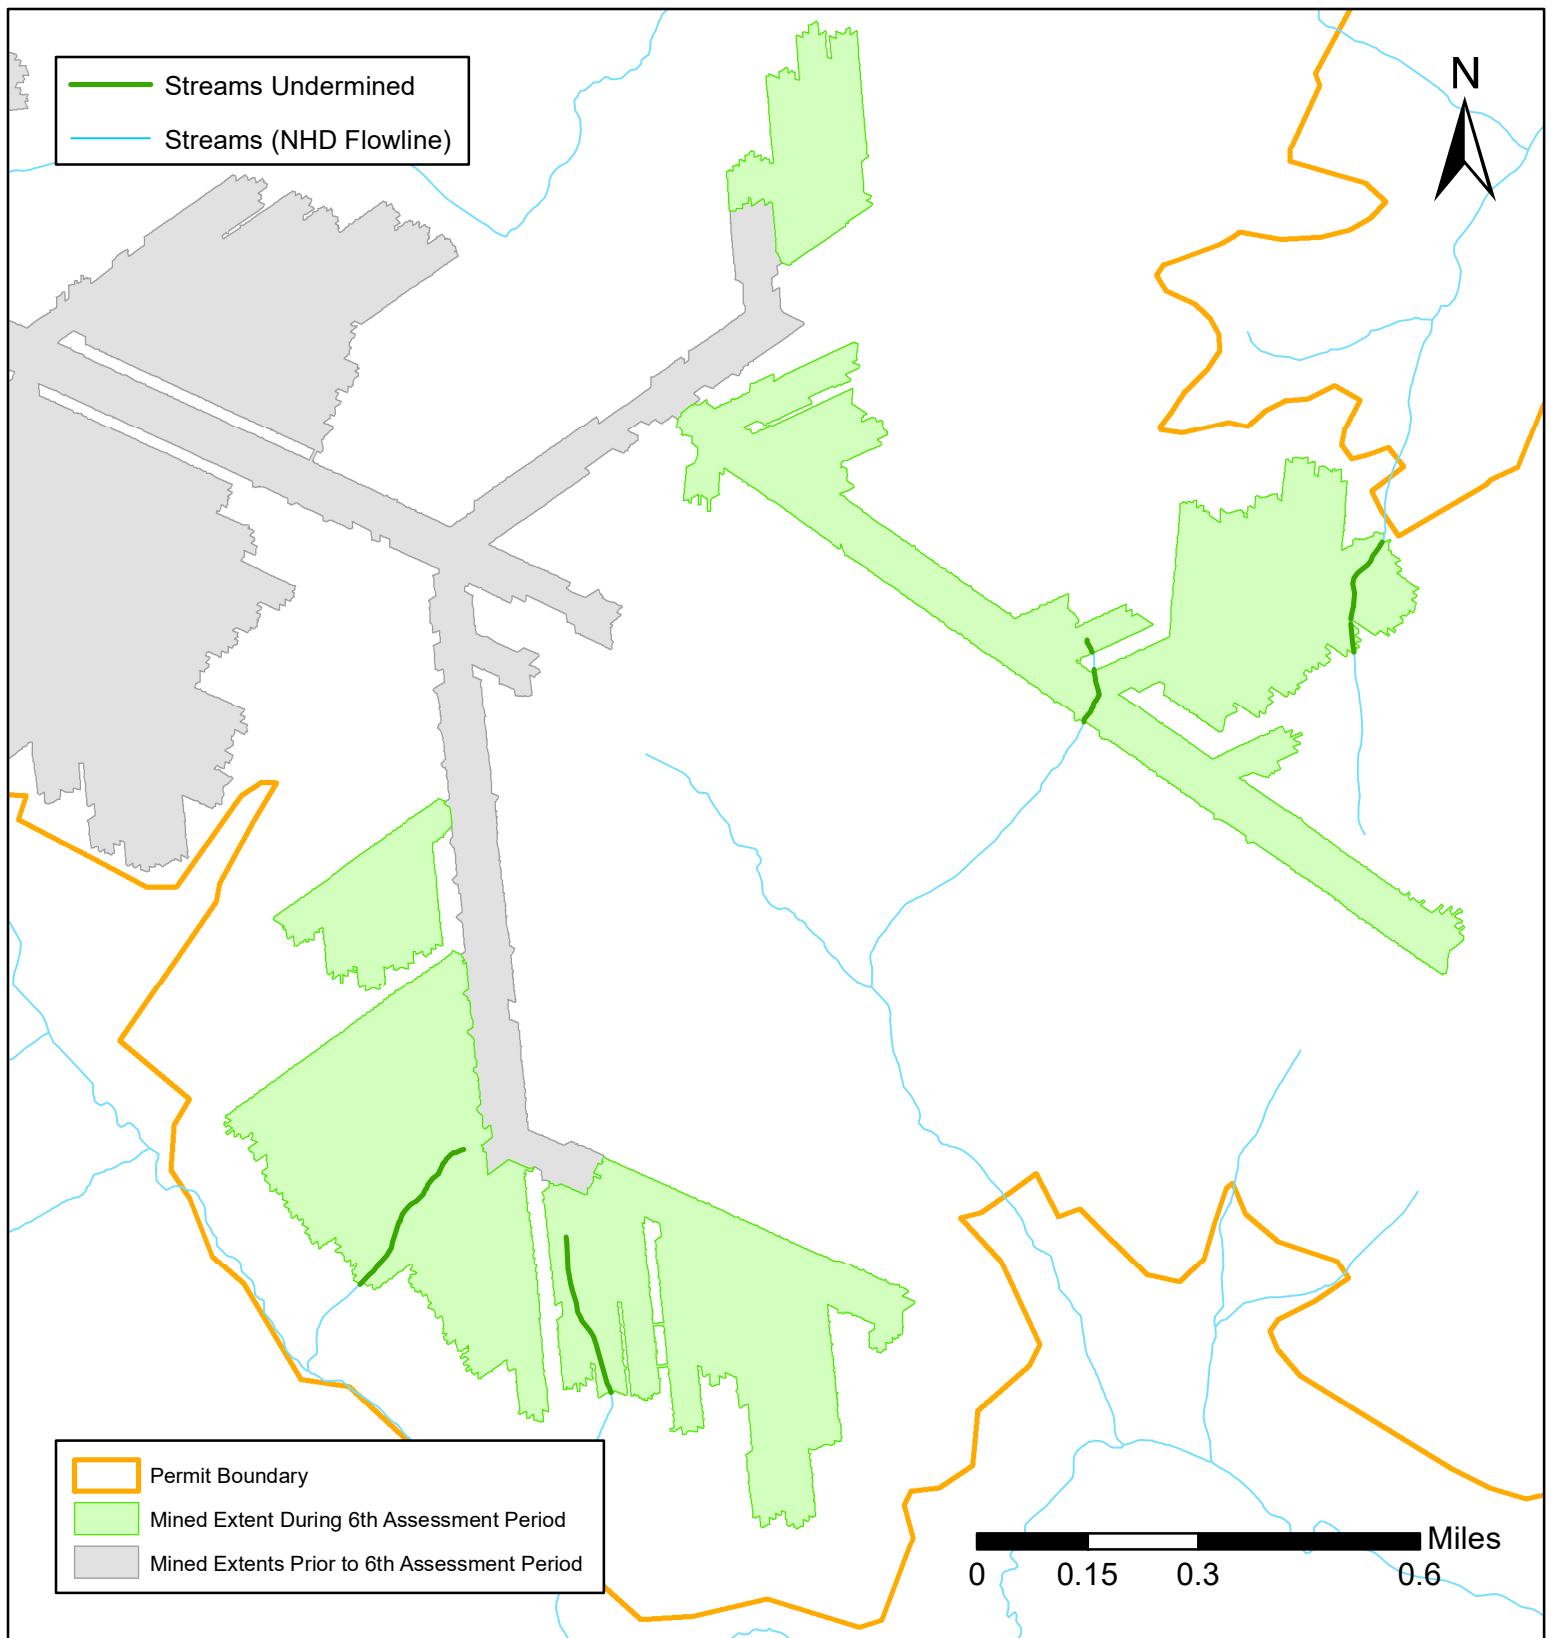 Streams Undermined
Streams (NHD Flowline)
N
Permit Boundary
Mined Extent During 6th Assessment Period
Mined Extents Prior to 6th Assessment Period
Miles
0 0.15 0.3 0.6